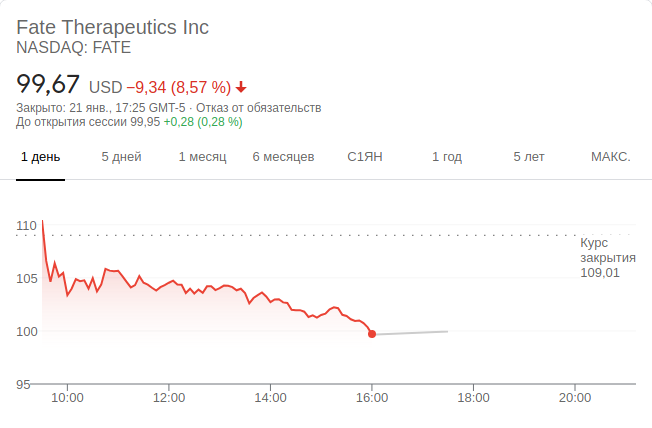 Fate Therapeutics Inc
NASDAQ: FATE
99,67 USD −9,34 (8,57 %)
Закрыто: 21 янв., 17:25 GMT-5 · Отказ от обязательств
До открытия сессии 99,95 +0,28 (0,28 %)
1 день 5 дней 1 месяц 6 месяцев С1ЯН 1 год 5 лет МАКС.
110
Курс
закрытия
109,01
105
100
95
10:00 12:00 14:00 16:00 18:00 20:00